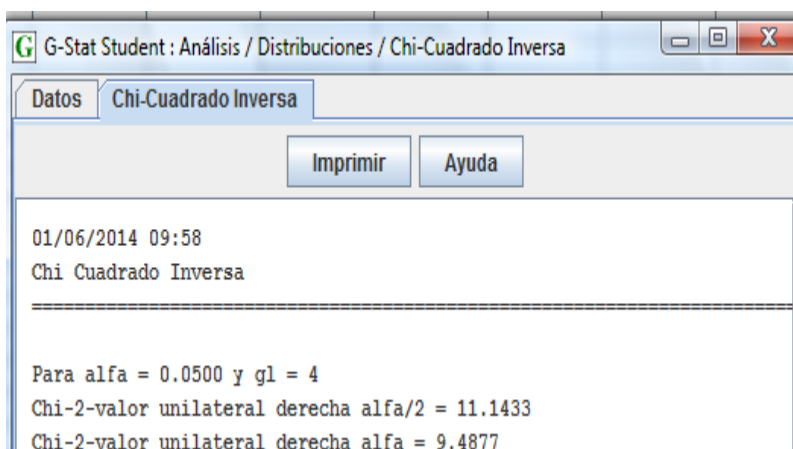 G G-Stat Student : Análisis / Distribuciones / Chi-Cuadrado Inversa
Datos Chi-Cuadrado Inversa
Imprimir Ayuda
01/06/2014 09:58
Chi Cuadrado Inversa
Para alfa = 0.0500 y gl = 4
Chi-2-valor unilateral derecha alfa/2 = 11.1433
Chi-2-valor unilateral derecha alfa = 9.4877